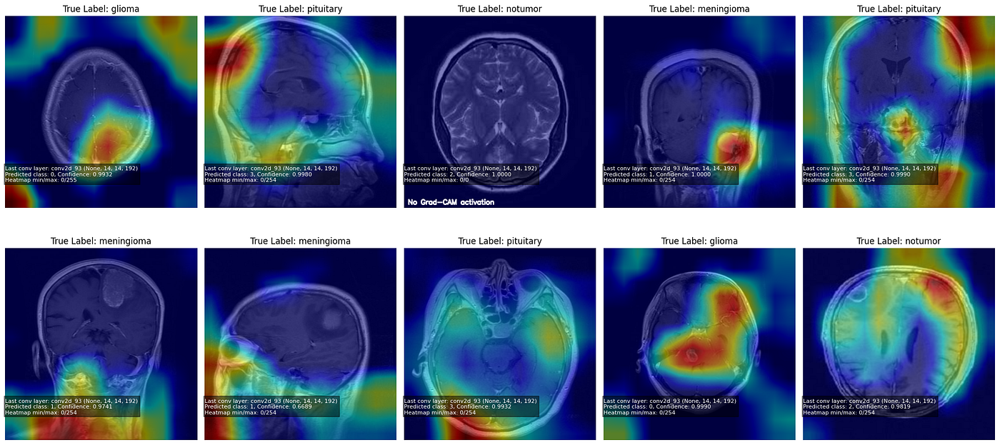 True Label: glioma
Last conv layer: conv2d_93 (None, 14, 14, 192)
Predicted class: 0, Confidence: 0.9932
Heatmap min/max: 0/255
True Label: pituitary
Last conv layer: conv2d_93 (None, 14, 14, 192)
Predicted class: 3, Confidence: 0.9980
Heatmap min/max: 0/254
True Label: notumor
Last conv layer: conv2d_93 (None, 14, 14, 192)
Predicted class: 2, Confidence: 1.0000
Heatmap min/max: 0/0
No Grad-CAM activation
True Label: meningioma
Last conv layer: conv2d_93 (None, 14, 14, 192)
Predicted class: 1, Confidence: 1.0000
Heatmap min/max: 0/254
True Label: pituitary
Last conv layer: conv2d_93 (None, 14, 14, 192)
Predicted class: 3, Confidence: 0.9990
Heatmap min/max: 0/254
True Label: meningioma
Last conv layer: conv2d_93 (None, 14, 14, 192)
Predicted class: 1, Confidence: 0.9741
Heatmap min/max: 0/254
True Label: meningioma
Last conv layer: conv2d_93 (None, 14, 14, 192)
Predicted class: 1, Confidence: 0.6689
Heatmap min/max: 0/254
True Label: pituitary
Last conv layer: conv2d_93 (None, 14, 14, 192)
Predicted class: 3, Confidence: 0.9932
Heatmap min/max: 0/254
True Label: glioma
Last conv layer: conv2d_93 (None, 14, 14, 192)
Predicted class: 0, Confidence: 0.9990
Heatmap min/max: 0/254
True Label: notumor
Last conv layer: conv2d_93 (None, 14, 14, 192)
Predicted class: 2, Confidence: 0.9819
Heatmap min/max: 0/254